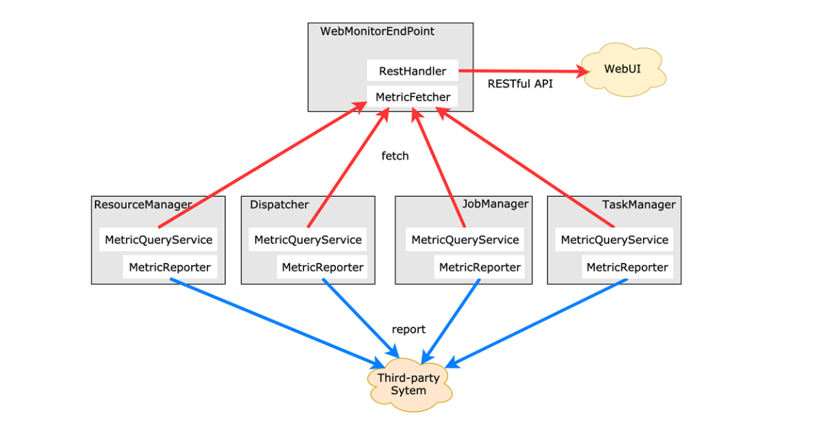 WebMonitorEndPoint
RestHandler
MetricFetcher
RESTful API
WebUI
fetch
ResourceManager
MetricQueryService
MetricReporter
Dispatcher
MetricQueryService
MetricReporter
JobManager
MetricQueryService
MetricReporter
TaskManager
MetricQueryService
MetricReporter
report
Third-party
Sytem